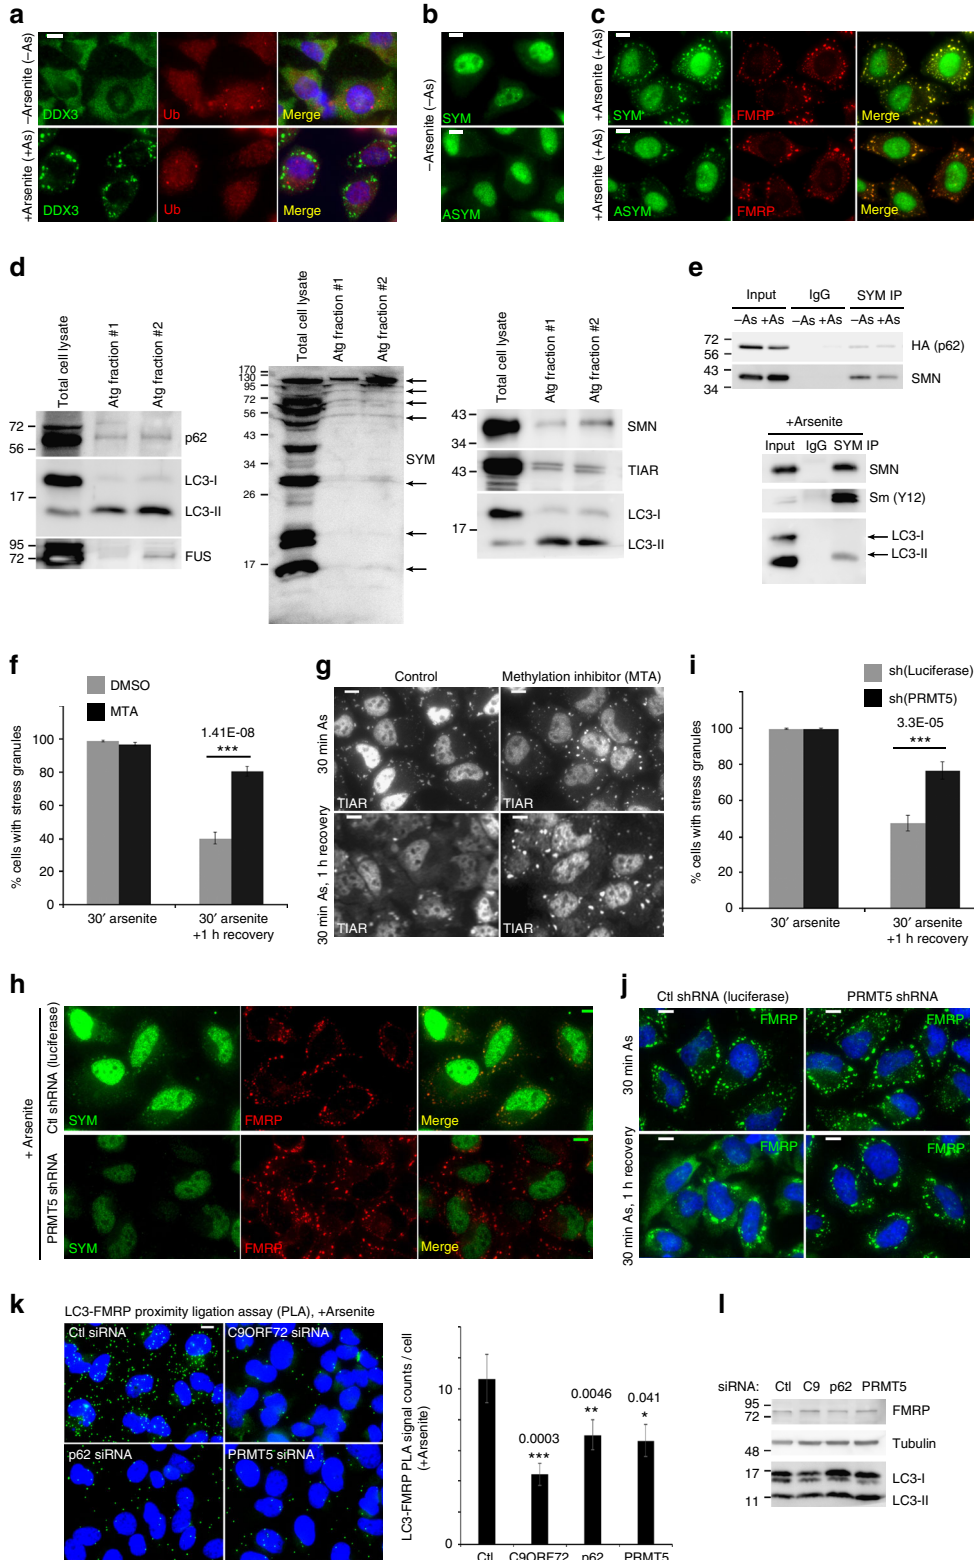 a
–Arsenite (–As)
DDX3
Ub
Merge
+Arsenite (+As)
DDX3
Ub
Merge
b
–Arsenite (–As)
SYM
ASYM
c
+Arsenite (+As)
SYM
FMRP
Merge
+Arsenite (+As)
ASYM
FMRP
Merge
d
Total cell lysate
Atg fraction #1
Atg fraction #2
72
56
p62
LC3-I
17
LC3-II
95
72
FUS
Total cell lysate
Atg fraction #1
Atg fraction #2
170
130
95
72
56
43
34
26
17
SYM
Total cell lysate
Atg fraction #1
Atg fraction #2
43
34
SMN
43
TIAR
LC3-I
17
LC3-II
e
Input IgG SYM IP
–As +As –As +As –As +As
72
56
HA (p62)
43
34
SMN
+Arsenite
Input IgG SYM IP
SMN
Sm (Y12)
LC3-I
LC3-II
f
DMSO
MTA
% cells with stress granules
100
80
60
40
20
0
1.41E-08
***
30′ arsenite
30′ arsenite
+1 h recovery
g
Control
Methylation inhibitor (MTA)
30 min As
TIAR
TIAR
30 min As, 1 h recovery
TIAR
TIAR
i
sh(Luciferase)
sh(PRMT5)
% cells with stress granules
100
80
60
40
20
0
3.3E-05
***
30′ arsenite
30′ arsenite
+1 h recovery
h
+ Arsenite
Ctl shRNA (luciferase)
SYM
FMRP
Merge
PRMT5 shRNA
SYM
FMRP
Merge
j
Ctl shRNA (luciferase)
PRMT5 shRNA
30 min As
FMRP
FMRP
30 min As, 1 h recovery
FMRP
FMRP
k
LC3-FMRP proximity ligation assay (PLA), +Arsenite
Ctl siRNA
C9ORF72 siRNA
p62 siRNA
PRMT5 siRNA
LC3-FMRP PLA signal counts / cell
(+Arsenite)
10
0
0.0003
***
0.0046
**
0.041
*
Ctl C9ORF72 p62 PRMT5
l
siRNA: Ctl C9 p62 PRMT5
95
72
FMRP
Tubulin
48
17
LC3-I
11
LC3-II